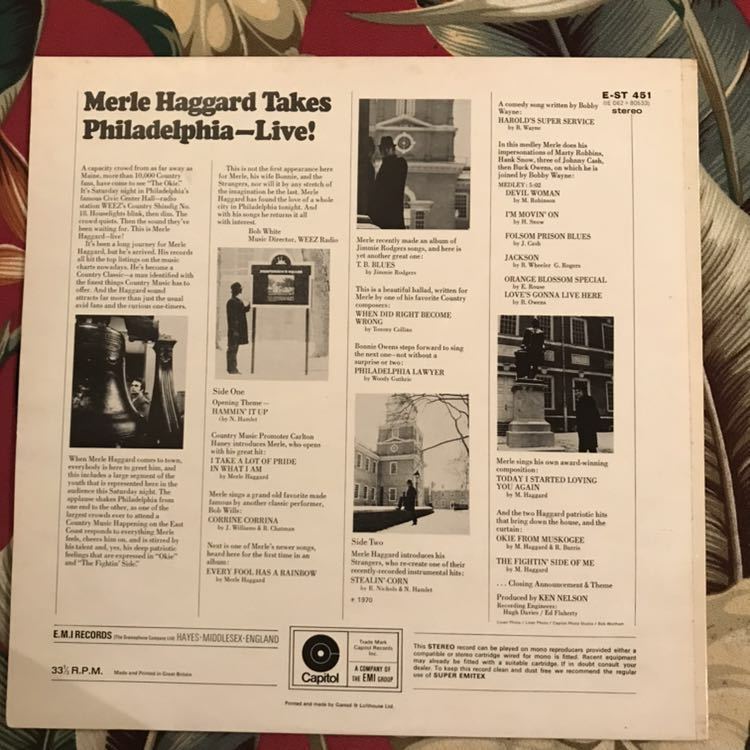 Merle Haggard Takes
Philadelphia—Live!
A capacity crowd from as far away as
Maine, more than 10,000 Country
fans, have come to see "The Okie".
It's Saturday night in Philadelphia's
famous Civic Center Hall—radio
station WEEZ's Country Shindig No.
18. Houselights blink, then dim. The
crowd quiets. Then the sound they've
been waiting for. This is Merle
Haggard—live!
It's been a long journey for Merle
Haggard, but he's arrived. His records
all hit the top listings on the music
charts nowadays. He's become a
Country Classic—a man identified with
the finest things Country Music has to
offer. And the Haggard sound
attracts far more than just the usual
avid fans and the curious one-timers.
When Merle Haggard comes to town,
everybody is here to greet him, and
this includes a large segment of the
youth that is represented here in the
audience this Saturday night. The
applause shakes Philadelphia from
one end to the other, as one of the
largest crowds ever to attend a
Country Music Happening on the East
Coast responds to everything Merle
feels, cheers him on, and is stirred by
his talent and, yes, his deep patriotic
feelings that are expressed in "Okie"
and "The Fightin' Side."
This is not the first appearance here
for Merle, his wife Bonnie, and the
Strangers, nor will it by any stretch of
the imagination be the last. Merle
Haggard has found the love of a whole
city in Philadelphia tonight. And
with his songs he returns it all
with interest.
Bob White
Music Director, WEEZ Radio
Side One
Opening Theme—
HAMMIN' IT UP
(by N. Hamlet
Country Music Promoter Carlton
Haney introduces Merle, who opens
with his great hit:
I TAKE A LOT OF PRIDE
IN WHAT I AM
by Merle Haggard
Merle sings a grand old favorite made
famous by another classic performer,
Bob Wills:
CORRINE CORRINA
by J. Williams & B. Chatman
Next is one of Merle's newer songs,
heard here for the first time in an
album:
EVERY FOOL HAS A RAINBOW
by Merle Haggard
Merle recently made an album of
Jimmie Rodgers songs, and here is
yet another great one:
T. B. BLUES
by Jimmie Rodgers
This is a beautiful ballad, written for
Merle by one of his favorite Country
composers:
WHEN DID RIGHT BECOME
WRONG
by Tommy Collins
Bonnie Owens steps forward to sing
the next one—not without a
surprise or two:
PHILADELPHIA LAWYER
by Woody Guthrie
Side Two
Merle Haggard introduces his
Strangers, who re-create one of their
recently-recorded instrumental hits:
STEALIN' CORN
by R. Nichols & N. Hamlet
℗ 1970
E-ST 451
stereo
A comedy song written by Bobby
Wayne:
HAROLD'S SUPER SERVICE
by B. Wayne
In this medley Merle does his
impersonations of Marty Robbins,
Hank Snow, three of Johnny Cash,
then Buck Owens, on which he is
joined by Bobby Wayne:
MEDLEY: 5:02
DEVIL WOMAN
by M. Robinson
I'M MOVIN' ON
by H. Snow
FOLSOM PRISON BLUES
by J. Cash
JACKSON
by B. Wheeler G. Rogers
ORANGE BLOSSOM SPECIAL
by E. Rouse
LOVE'S GONNA LIVE HERE
by B. Owens
Merle sings his own award-winning
composition:
TODAY I STARTED LOVING
YOU AGAIN
by M. Haggard
And the two Haggard patriotic hits
that bring down the house, and the
curtain:
OKIE FROM MUSKOGEE
by M. Haggard & R. Burris
THE FIGHTIN' SIDE OF ME
by M. Haggard
. . . Closing Announcement & Theme
Produced by KEN NELSON
Recording Engineers:
Hugh Davies / Ed Flaherty
E.M.I RECORDS (The Gramophone Company Ltd) HAYES·MIDDLESEX·ENGLAND
33⅓ R.P.M. Made and Printed in Great Britain
Capitol
Trade Mark
Capitol Records
Inc
A COMPANY OF
THE EMI GROUP
This STEREO record can be played on mono reproducers provided either a
compatible or stereo cartridge wired for mono is fitted. Recent equipment
may already be fitted with a suitable cartridge. If in doubt consult your
dealer. To keep this record clean and dust free we recommend the regular
use of SUPER EMITEX
Printed and made by Garrod & Lofthouse Ltd.